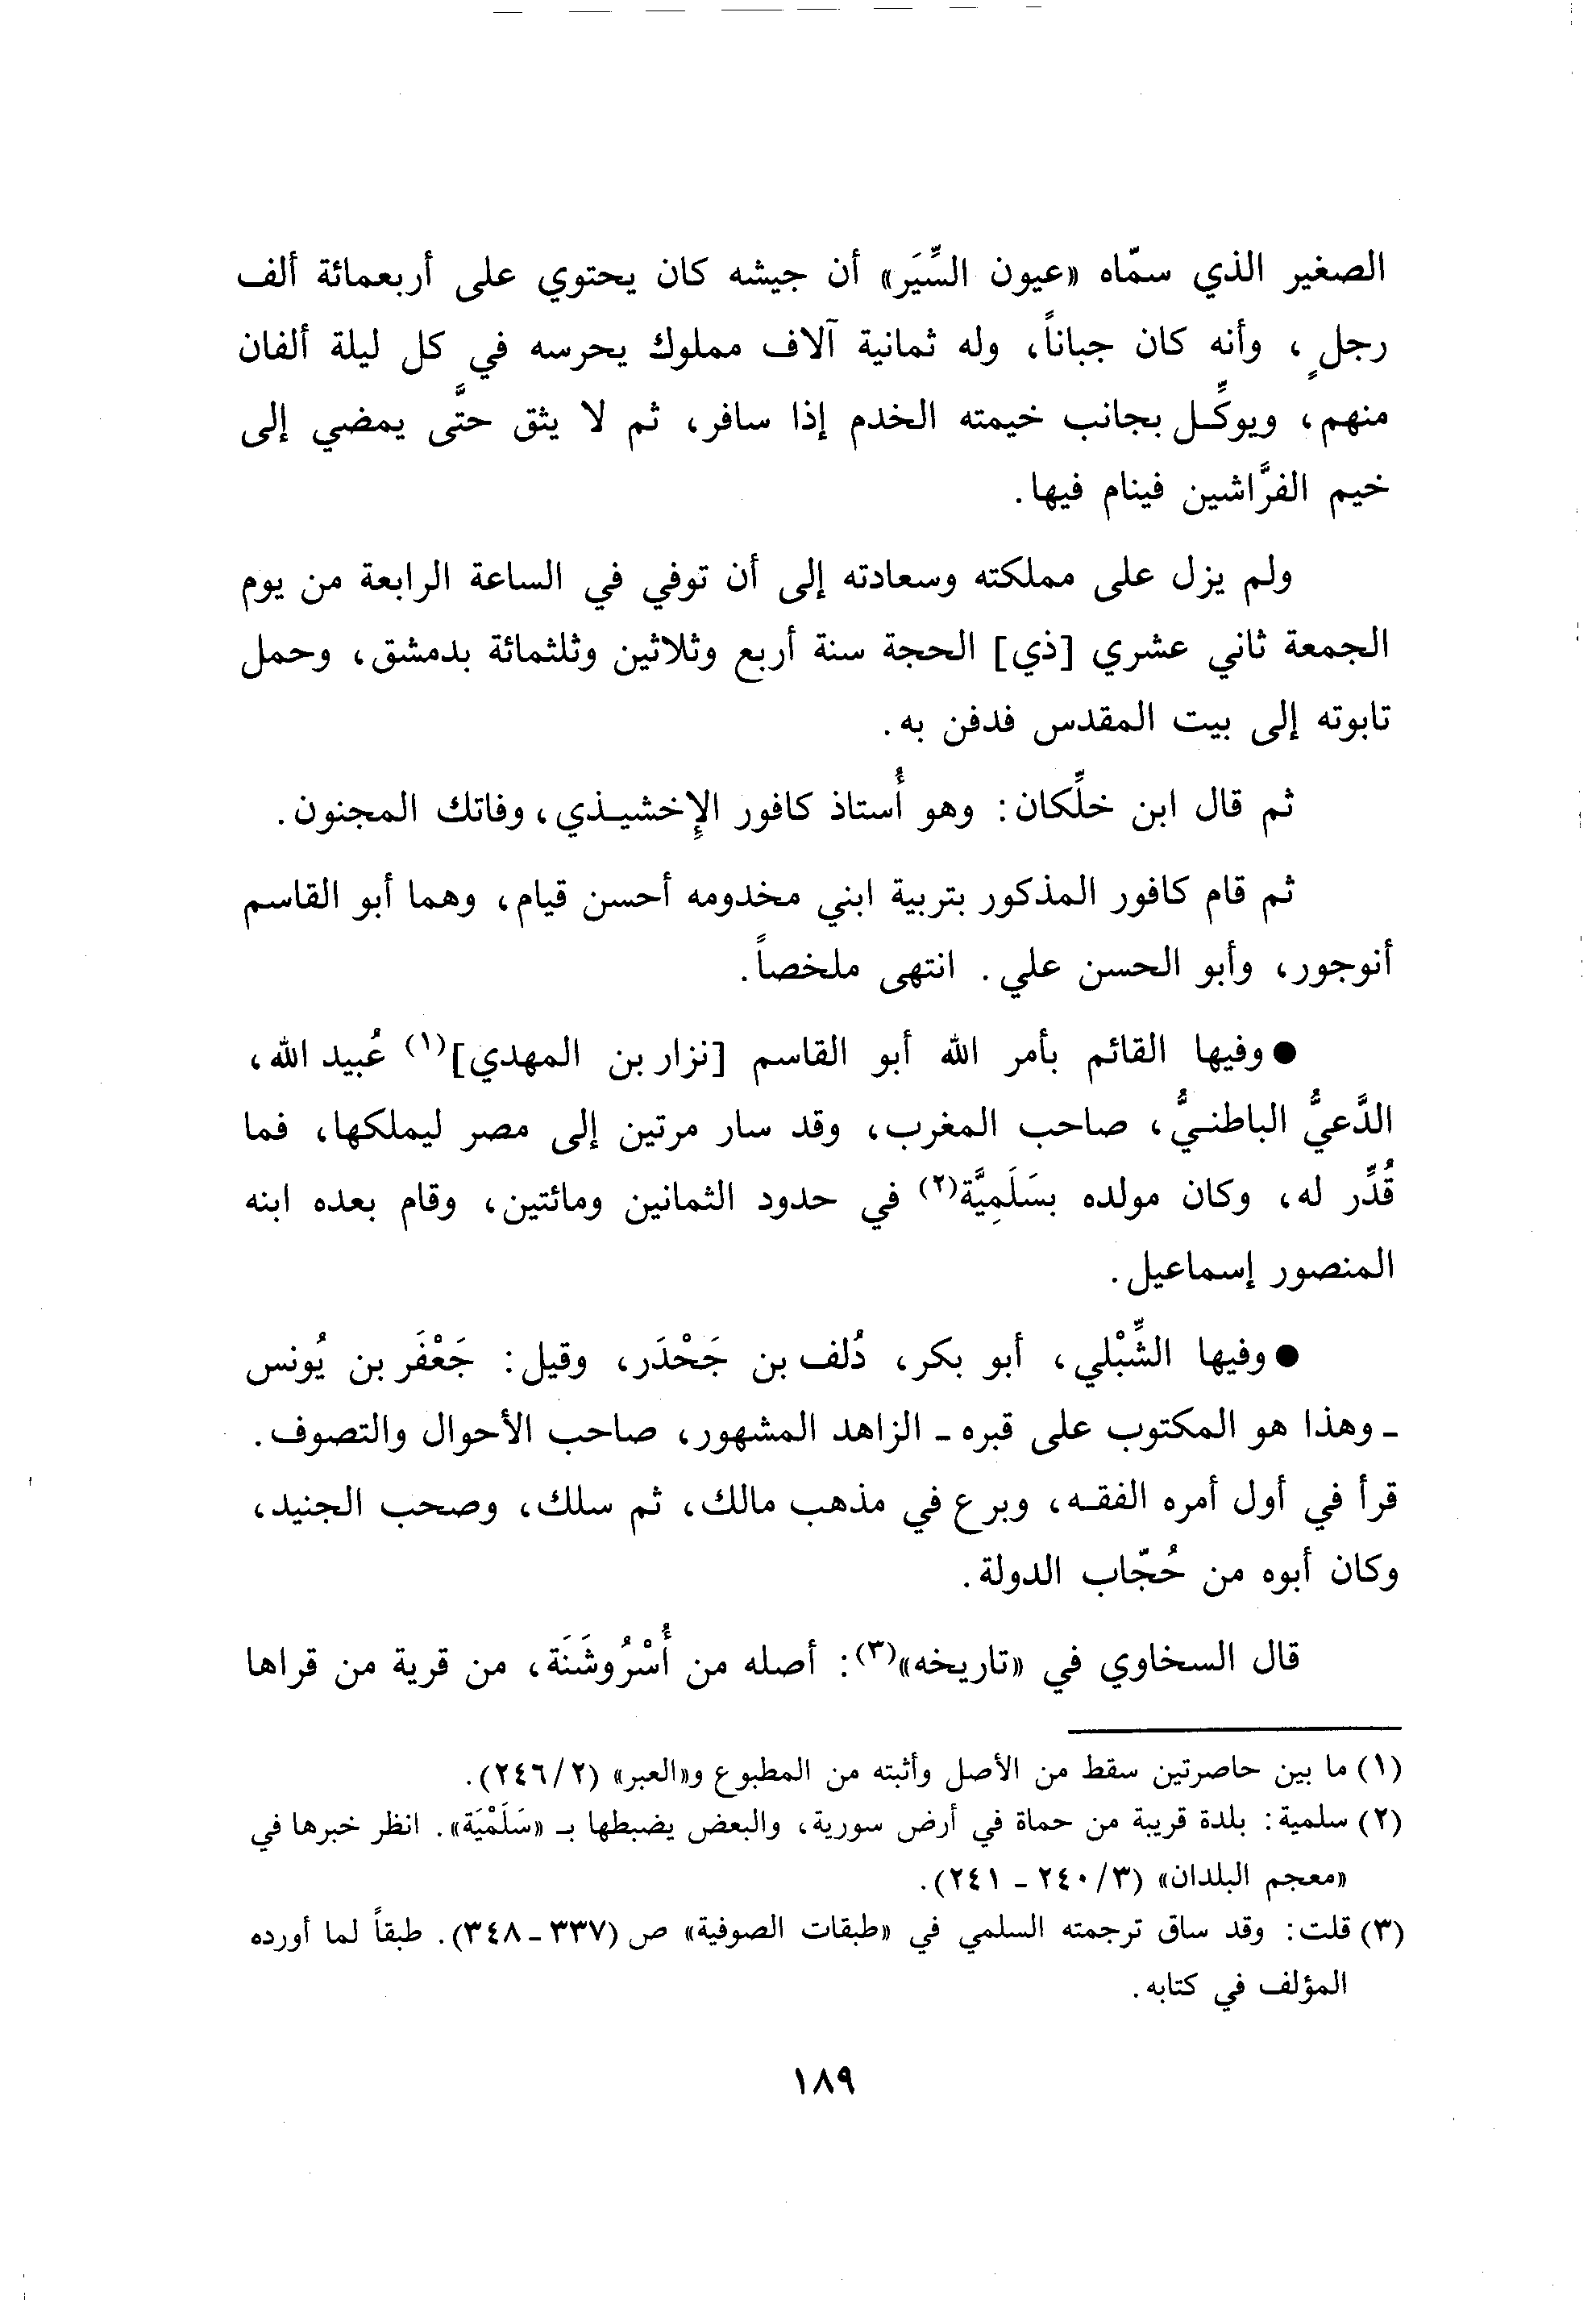 الصغير الذي سمّاه «عيون السِّيَر» أن جيشه كان يحتوي على أربعمائة ألف
رجلٍ، وأنه كان جباناً، وله ثمانية آلاف مملوك يحرسه في كل ليلة ألفان
منهم، ويوكِّل بجانب خيمته الخدم إذا سافر، ثم لا يثق حتَّى يمضي إلى
خيم الفرَّاشين فينام فيها.
ولم يزل على مملكته وسعادته إلى أن توفي في الساعة الرابعة من يوم
الجمعة ثاني عشري [ذي] الحجة سنة أربع وثلاثين وثلثمائة بدمشق، وحمل
تابوته إلى بيت المقدس فدفن به.
ثم قال ابن خلِّكان: وهو أُستاذ كافور الإِخشيـذي، وفاتك المجنون.
ثم قام كافور المذكور بتربية ابني مخدومه أحسن قيام، وهما أبو القاسم
أنوجور، وأبو الحسن علي. انتهى ملخصاً.
● وفيها القائم بأمر الله أبو القاسم [نزار بن المهدي](١) عُبيد الله،
الدَّعيُّ الباطنـيُّ، صاحب المغرب، وقد سار مرتين إلى مصر ليملكها، فما
قُدِّر له، وكان مولده بسَلَمِيَّة(٢) في حدود الثمانين ومائتين، وقام بعده ابنه
المنصور إسماعيل.
● وفيها الشِّبْلي، أبو بكر، دُلف بن جَحْدَر، وقيل: جَعْفَر بن يُونس
ـ وهذا هو المكتوب على قبره ـ الزاهد المشهور، صاحب الأحوال والتصوف.
قرأ في أول أمره الفقـه، وبرع في مذهب مالك، ثم سلك، وصحب الجنيد،
وكان أبوه من حُجّاب الدولة.
قال السخاوي في «تاريخه»(٣): أصله من أُسْرُوشَنَة، من قرية من قراها
(١) ما بين حاصرتين سقط من الأصل وأثبته من المطبوع و«العبر» (٢/٢٤٦).
(٢) سلمية: بلدة قريبة من حماة في أرض سورية، والبعض يضبطها بـ «سَلَمْيَة». انظر خبرها في
«معجم البلدان» (٣/٢٤٠ ـ ٢٤١).
(٣) قلت: وقد ساق ترجمته السلمي في «طبقات الصوفية» ص (٣٣٧ ـ ٣٤٨). طبقاً لما أورده
المؤلف في كتابه.
١٨٩